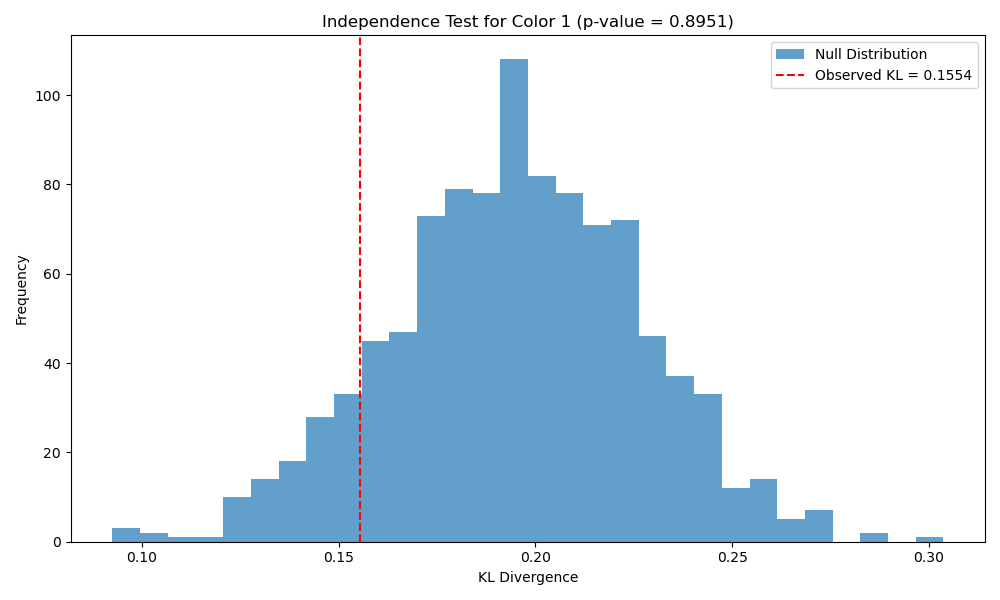 Independence Test for Color 1 (p-value = 0.8951)
Null Distribution
Observed KL = 0.1554
Frequency
100
80
60
40
20
0
0.10 0.15 0.20 0.25 0.30
KL Divergence